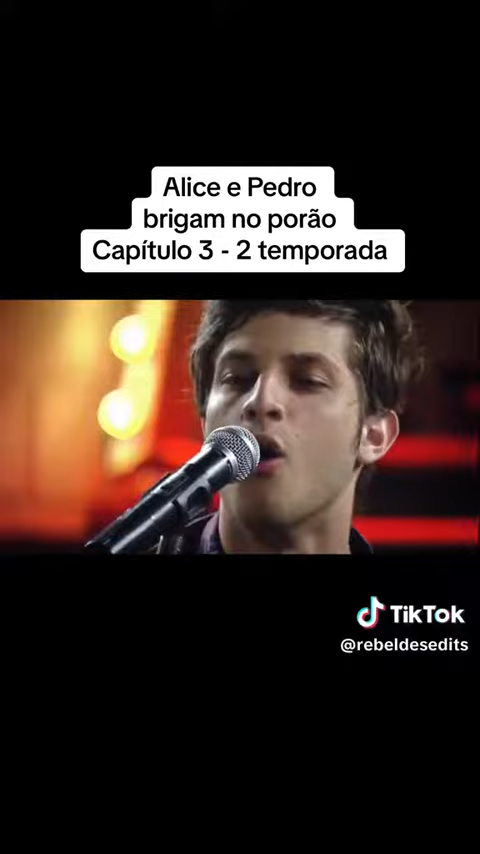 Alice e Pedro
brigam no porão
Capítulo 3 - 2 temporada
TikTok
@rebeldesedits